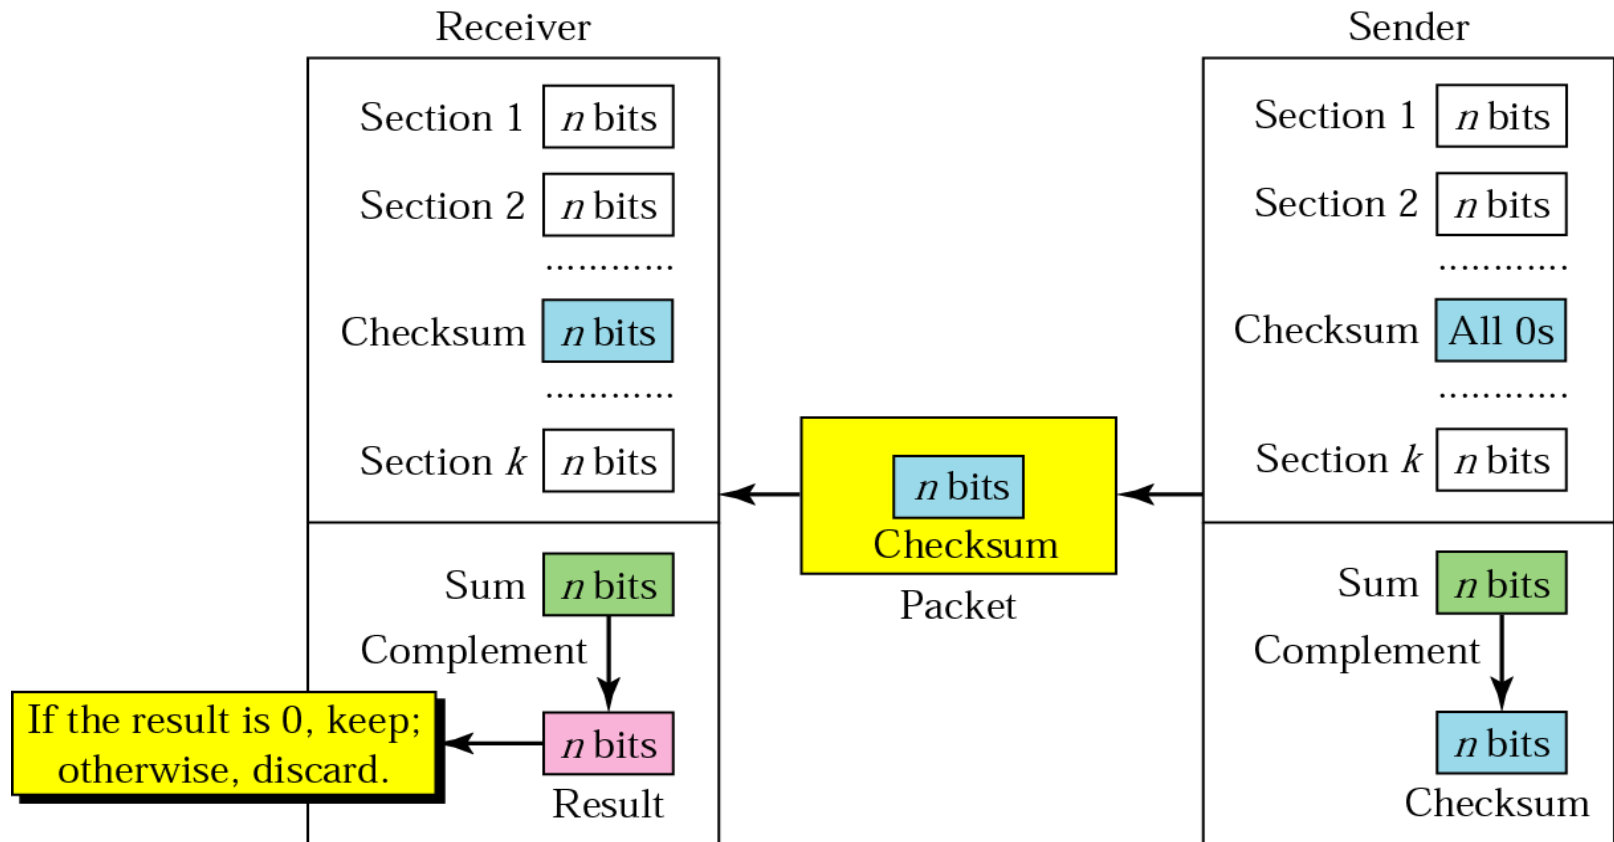 Receiver
Section 1 n bits
Section 2 n bits
............
Checksum n bits
............
Section k n bits
Sum n bits
Complement
n bits
Result
If the result is 0, keep;
otherwise, discard.
n bits
Checksum
Packet
Sender
Section 1 n bits
Section 2 n bits
............
Checksum All 0s
............
Section k n bits
Sum n bits
Complement
n bits
Checksum